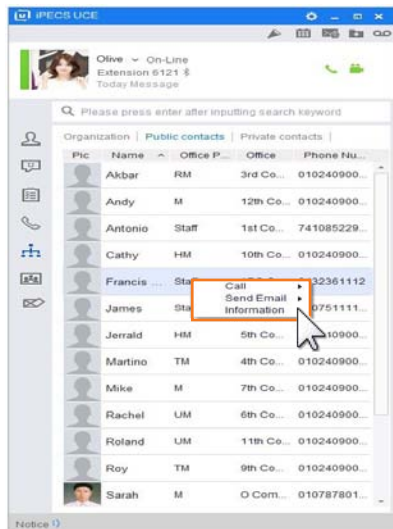 iPECS UCE
Olive On-Line
Extension 6121
Today Message
Please press enter after inputting search keyword
Organization | Public contacts | Private contacts |
Pic Name Office P... Office Phone Nu...
Akbar RM 3rd Co... 010240900...
Andy M 12th Co... 010240900...
Antonio Staff 1st Co... 741085229...
Cathy HM 10th Co... 010240900...
Francis ... 32361112
Call
Send Email
Information
James 0751111...
Jerrald HM 5th Co... 10900...
Martino TM 4th Co... 010240900...
Mike M 7th Co... 010240900...
Rachel UM 6th Co... 010240900...
Roland UM 11th Co... 010240900...
Roy TM 9th Co... 010240900...
Sarah M O Com... 010787801...
Notice